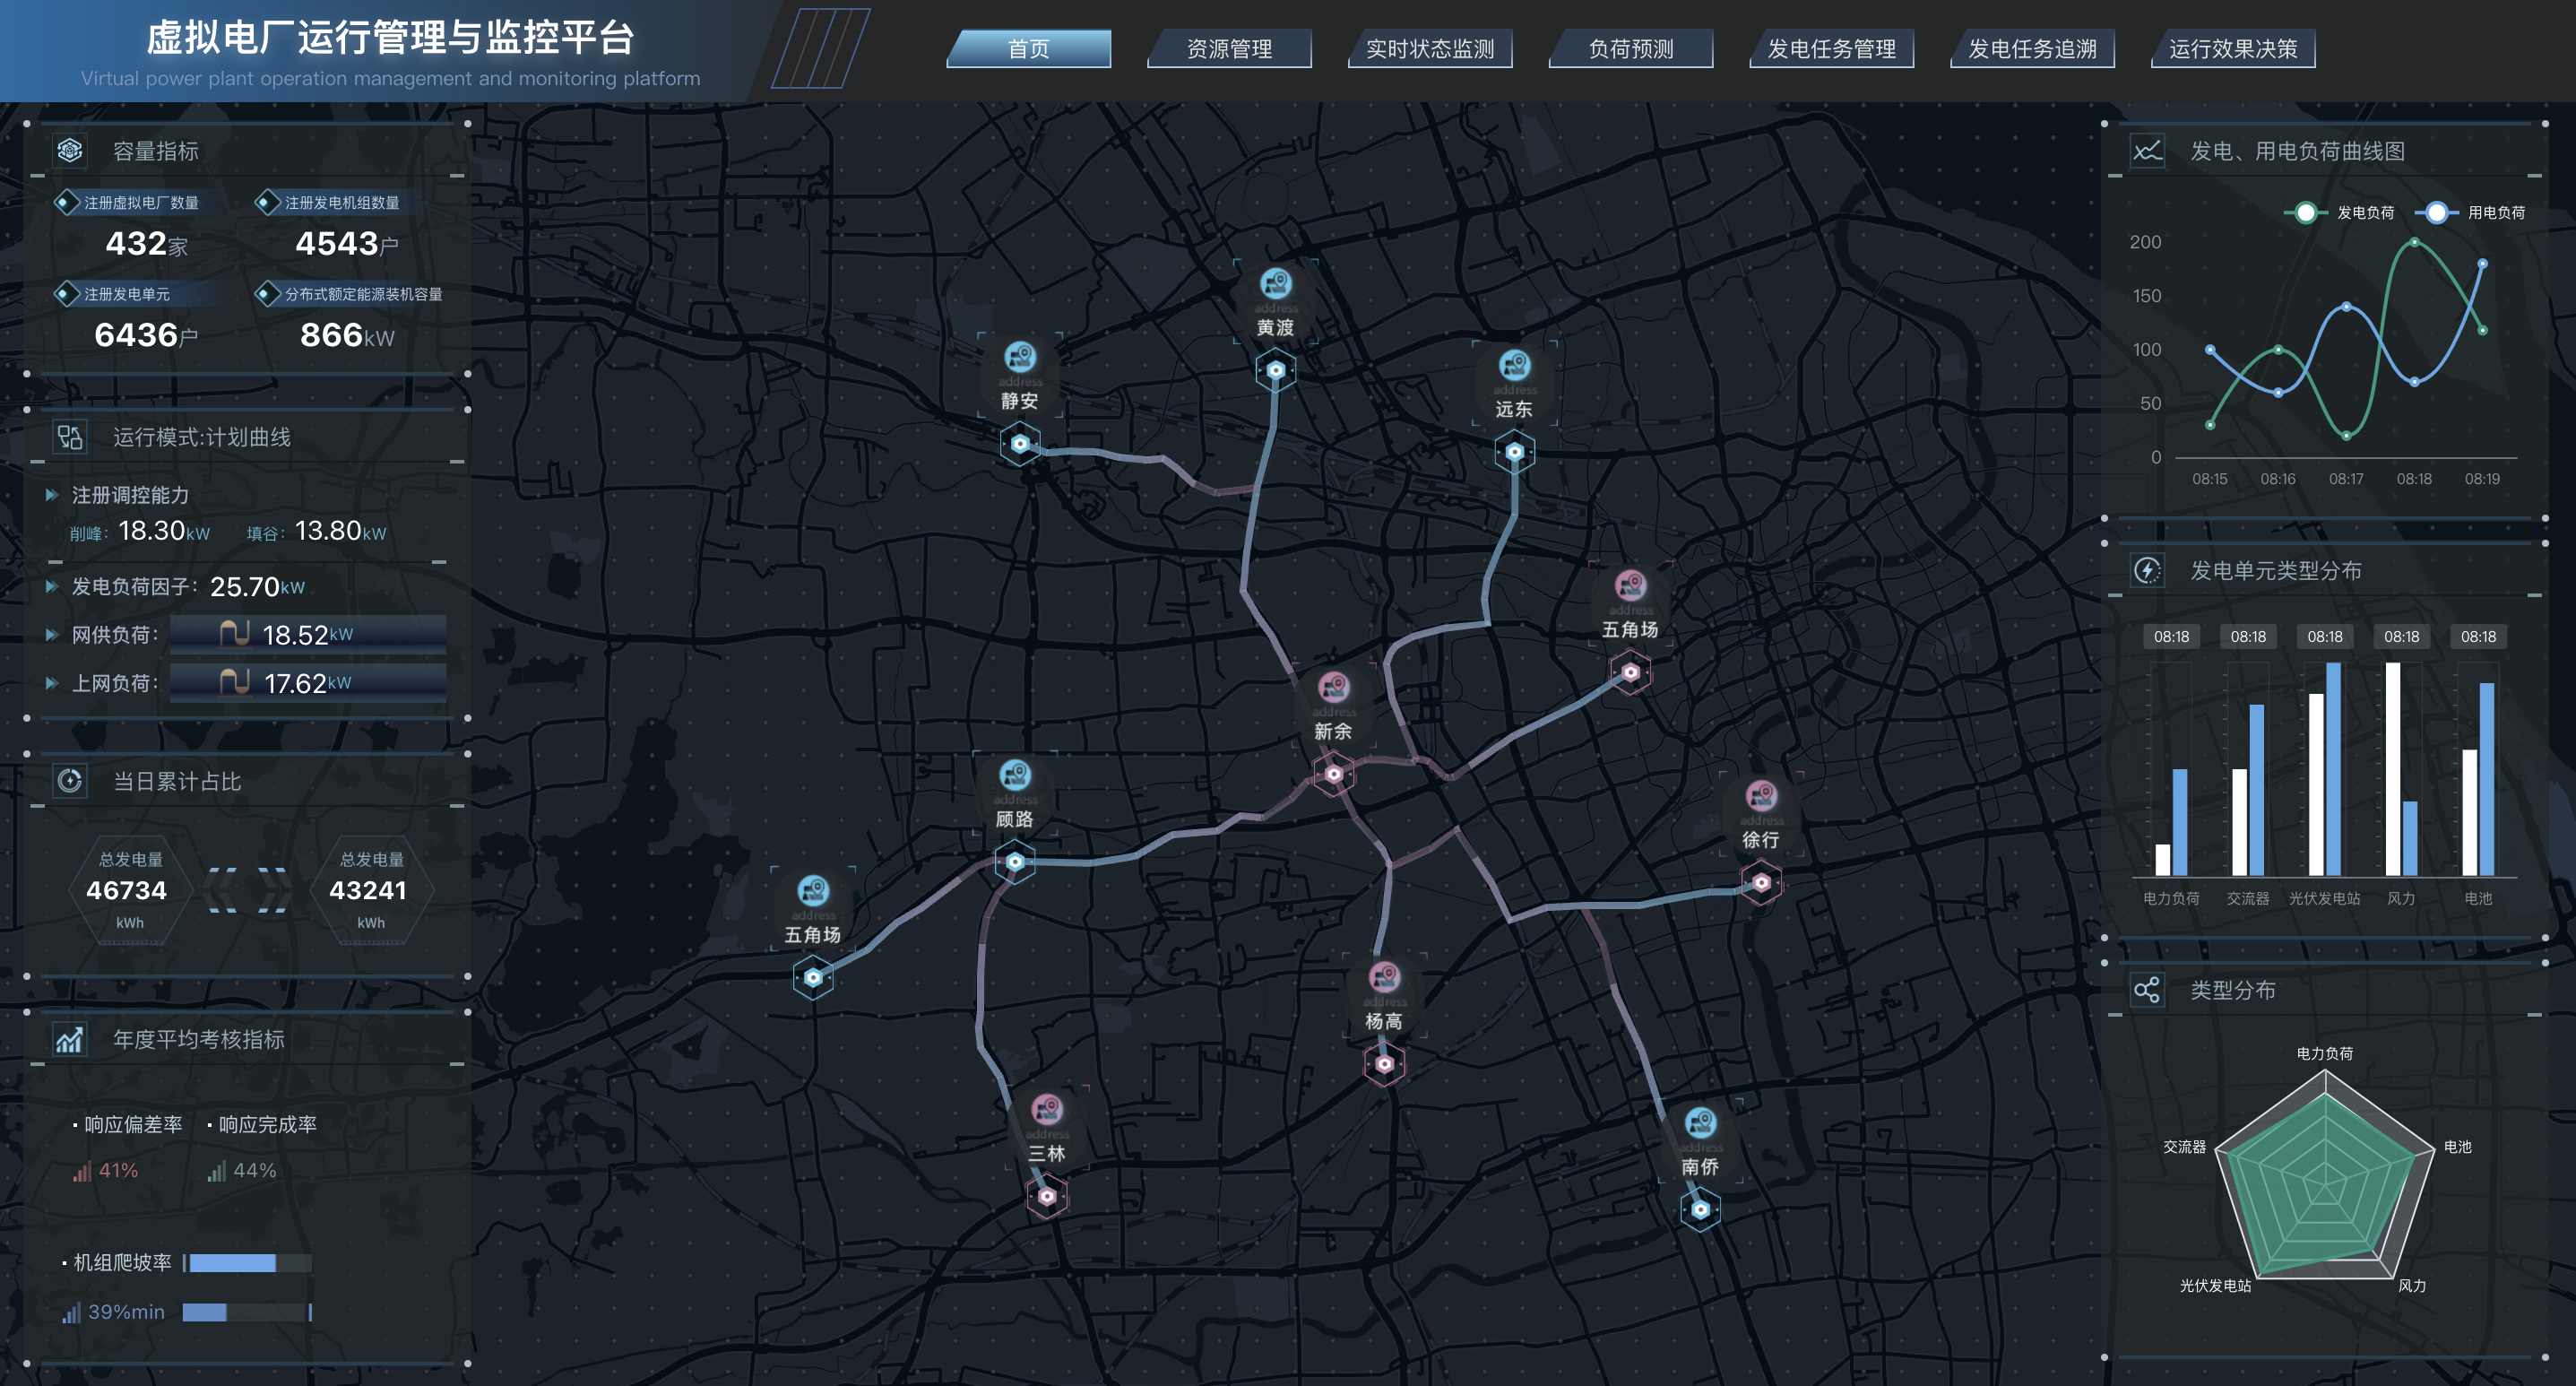 虚拟电厂运行管理与监控平台
Virtual power plant operation management and monitoring platform
首页
资源管理
实时状态监测
负荷预测
发电任务管理
发电任务追溯
运行效果决策
容量指标
注册虚拟电厂数量
432家
注册发电机组数量
4543户
注册发电单元
6436户
分布式额定能源装机容量
866kW
运行模式:计划曲线
注册调控能力
削峰：18.30kW
填谷：13.80kW
发电负荷因子：25.70kW
网供负荷：18.52kW
上网负荷：17.62kW
当日累计占比
总发电量
46734
kWh
总发电量
43241
kWh
年度平均考核指标
响应偏差率
响应完成率
41%
44%
机组爬坡率
39%min
address
黄渡
address
静安
address
远东
address
五角场
address
新余
address
顾路
address
徐行
address
五角场
address
杨高
address
三林
address
南侨
发电、用电负荷曲线图
发电负荷
用电负荷
200
150
100
50
0
08:15
08:16
08:17
08:18
08:19
发电单元类型分布
08:18
08:18
08:18
08:18
08:18
电力负荷
交流器
光伏发电站
风力
电池
类型分布
电力负荷
交流器
电池
光伏发电站
风力